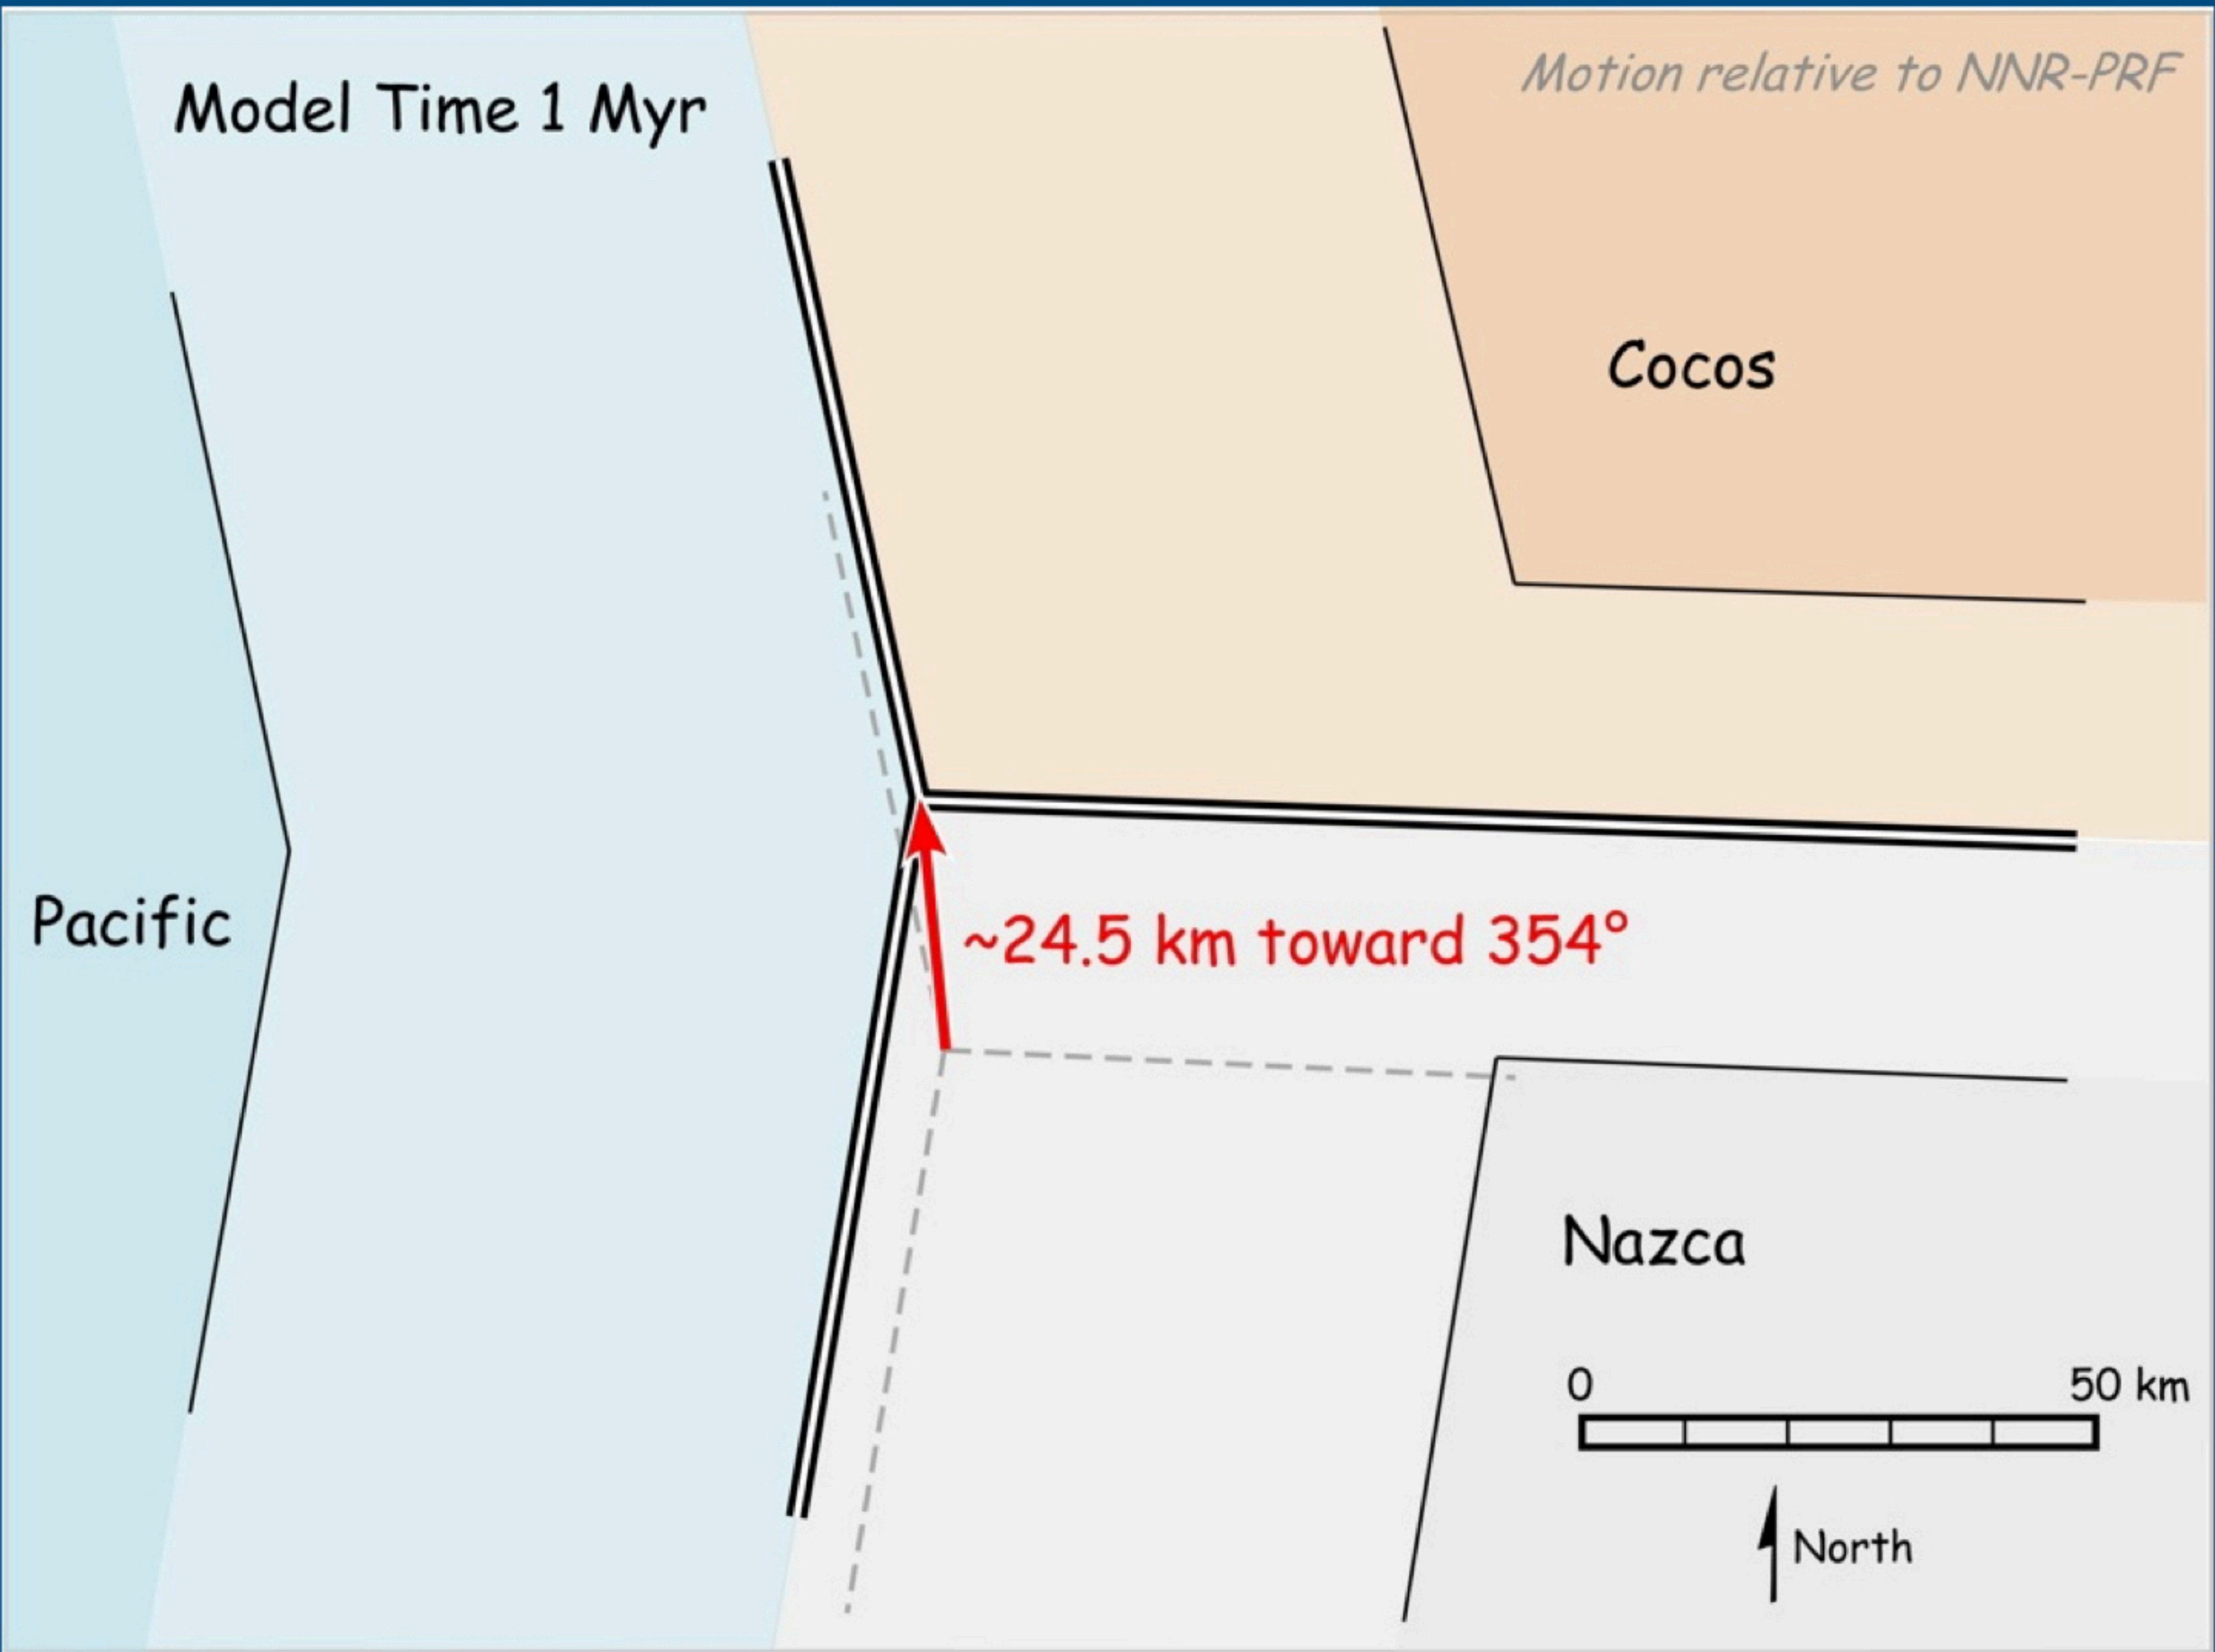 Motion relative to NNR-PRF
Model Time 1 Myr
Cocos
Pacific
~24.5 km toward 354°
Nazca
0 50 km
North